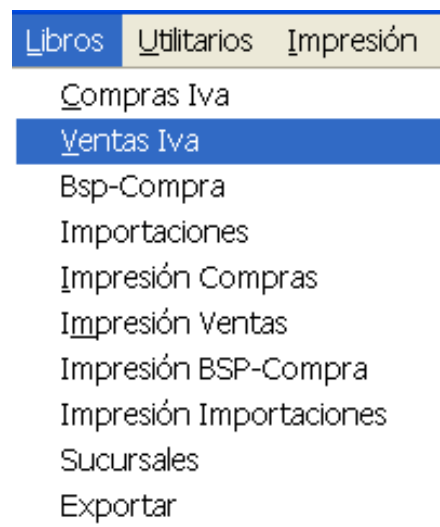 Libros Utilitarios Impresión
Compras Iva
Ventas Iva
Bsp-Compra
Importaciones
Impresión Compras
Impresión Ventas
Impresión BSP-Compra
Impresión Importaciones
Sucursales
Exportar